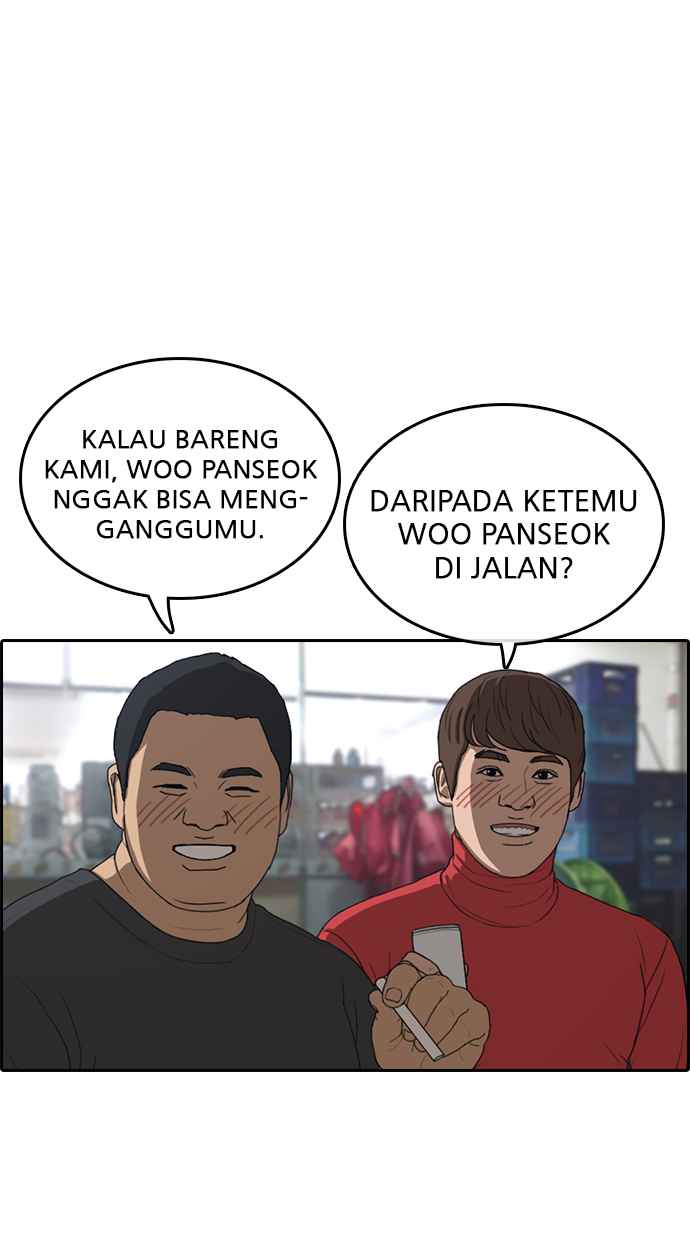 KALAU BARENG
KAMI, WOO PANSEOK
NGGAK BISA MENG-
GANGGUMU.
DARIPADA KETEMU
WOO PANSEOK
DI JALAN?